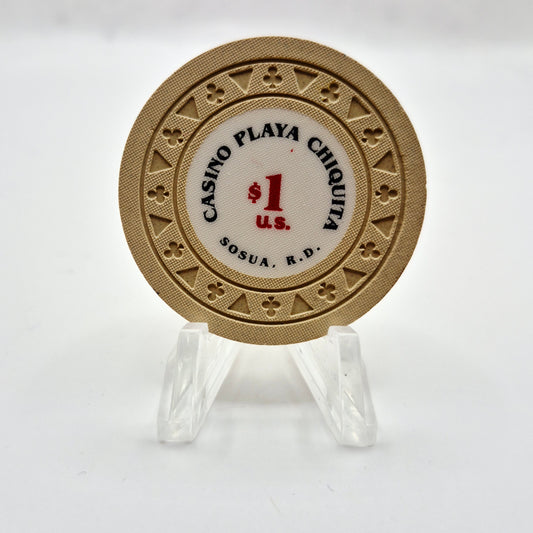 CASINO PLAYA CHIQUITA
$1
U.S.
SOSUA, R.D.